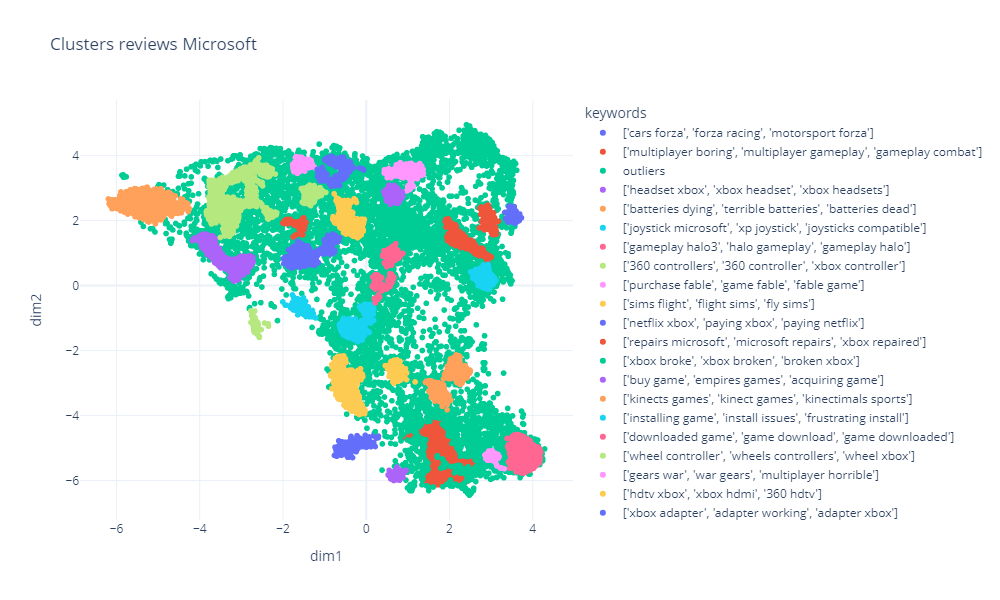 Clusters reviews Microsoft
keywords
['cars forza', 'forza racing', 'motorsport forza']
['multiplayer boring', 'multiplayer gameplay', 'gameplay combat']
outliers
['headset xbox', 'xbox headset', 'xbox headsets']
['batteries dying', 'terrible batteries', 'batteries dead']
['joystick microsoft', 'xp joystick', 'joysticks compatible']
['gameplay halo3', 'halo gameplay', 'gameplay halo']
['360 controllers', '360 controller', 'xbox controller']
['purchase fable', 'game fable', 'fable game']
['sims flight', 'flight sims', 'fly sims']
['netflix xbox', 'paying xbox', 'paying netflix']
['repairs microsoft', 'microsoft repairs', 'xbox repaired']
['xbox broke', 'xbox broken', 'broken xbox']
['buy game', 'empires games', 'acquiring game']
['kinects games', 'kinect games', 'kinectimals sports']
['installing game', 'install issues', 'frustrating install']
['downloaded game', 'game download', 'game downloaded']
['wheel controller', 'wheels controllers', 'wheel xbox']
['gears war', 'war gears', 'multiplayer horrible']
['hdtv xbox', 'xbox hdmi', '360 hdtv']
['xbox adapter', 'adapter working', 'adapter xbox']
4
2
0
−2
−4
−6
dim2
−6 −4 −2 0 2 4
dim1